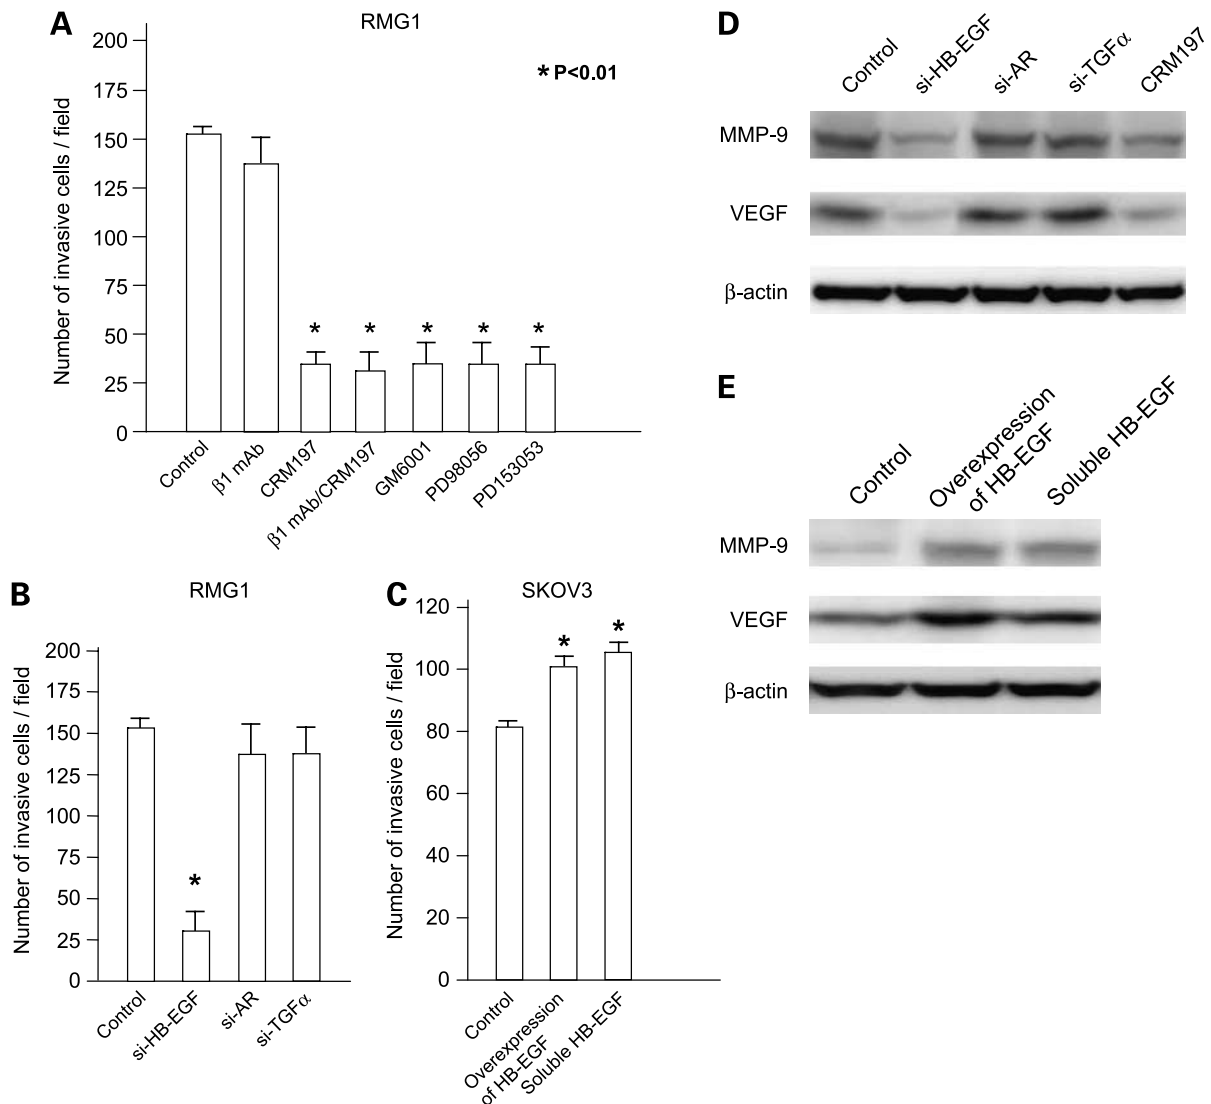 A
RMG1
* P<0.01
Number of invasive cells / field
200
175
150
125
100
75
50
25
0
* * * * *
Control
β1 mAb
CRM197
β1 mAb/CRM197
GM6001
PD98056
PD153053
B
RMG1
Number of invasive cells / field
200
175
150
125
100
75
50
25
0
*
Control
si-HB-EGF
si-AR
si-TGFα
C
SKOV3
Number of invasive cells / field
120
100
80
60
40
20
0
* *
Control
Overexpression
of HB-EGF
Soluble HB-EGF
D
Control
si-HB-EGF
si-AR
si-TGFα
CRM197
MMP-9
VEGF
β-actin
E
Control
Overexpression
of HB-EGF
Soluble HB-EGF
MMP-9
VEGF
β-actin